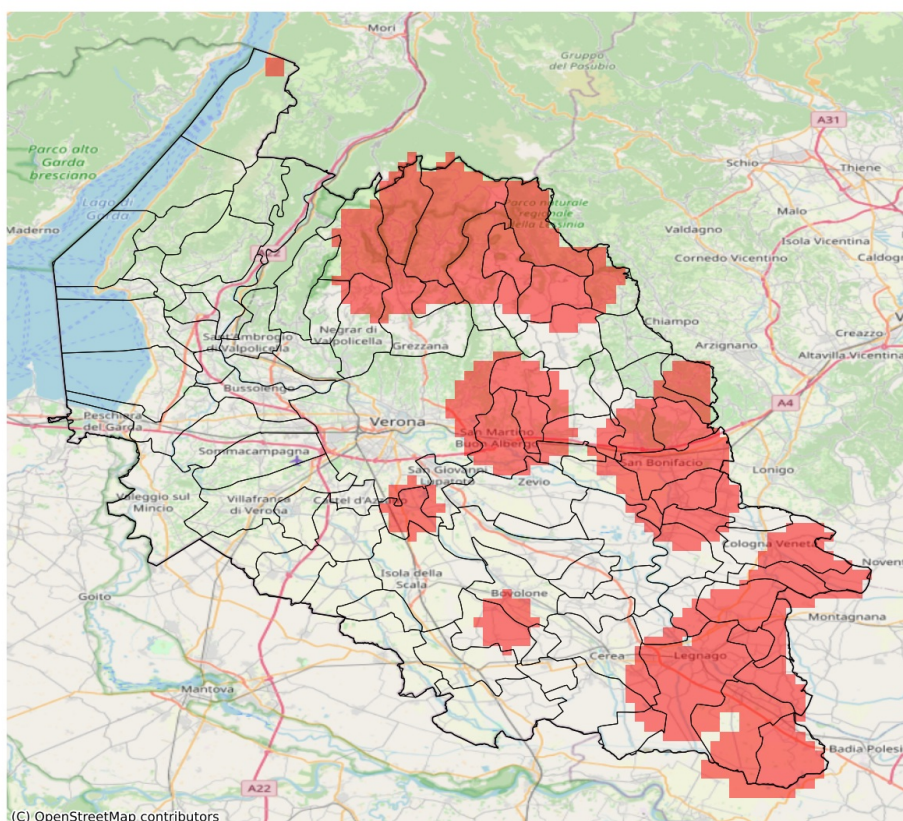 Mori
Gruppo
del Pasubio
A31
Parco alto
Garda
bresciano
Schio
Thiene
Lago di
Garda
Parco naturale
regionale
della Lessinia
Malo
Maderno
Valdagno
Isola Vicentina
A22
Cornedo Vicentino
Caldogn
Chiampo
Sant'Ambrogio
di Valpolicella
Negrar di
Valpolicella
Grezzana
Arzignano
Creazzo
Altavilla Vicentina
Bussolengo
A4
Peschiera
del Garda
Verona
San Martino
Buon Albergo
Sommacampagna
San Bonifacio
Lonigo
San Giovanni
Lupatoto
Zevio
Valeggio sul
Mincio
Villafranca
di Verona
Castel d'Azzano
Cologna Veneta
Noven
Isola della
Scala
Goito
Bovolone
Montagnana
Cerea
Legnago
Mantova
Badia Polesi
A22
(C) OpenStreetMap contributors